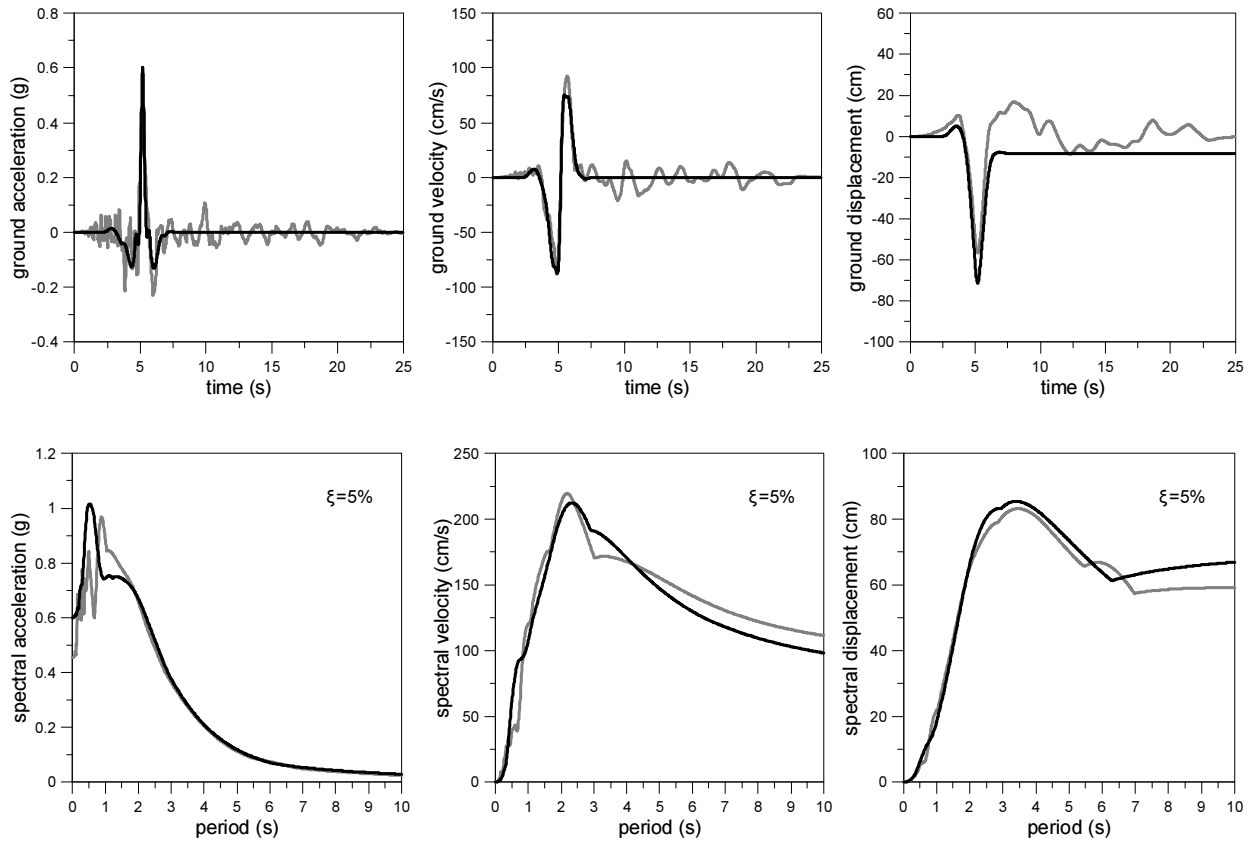 ground acceleration (g)
0.8
0.6
0.4
0.2
0
-0.2
-0.4
0 5 10 15 20 25
time (s)
ground velocity (cm/s)
150
100
50
0
-50
-100
-150
0 5 10 15 20 25
time (s)
ground displacement (cm)
60
40
20
0
-20
-40
-60
-80
-100
0 5 10 15 20 25
time (s)
spectral acceleration (g)
1.2
1
0.8
0.6
0.4
0.2
0
ξ=5%
0 1 2 3 4 5 6 7 8 9 10
period (s)
spectral velocity (cm/s)
250
200
150
100
50
0
ξ=5%
0 1 2 3 4 5 6 7 8 9 10
period (s)
spectral displacement (cm)
100
80
60
40
20
0
ξ=5%
0 1 2 3 4 5 6 7 8 9 10
period (s)